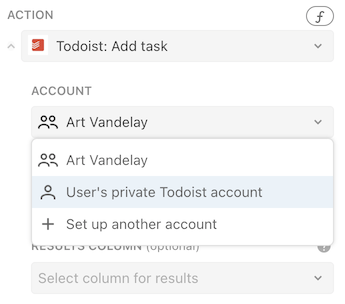 ACTION
f
Todoist: Add task
ACCOUNT
Art Vandelay
Art Vandelay
User's private Todoist account
Set up another account
RESULTS COLUMN (optional)
Select column for results